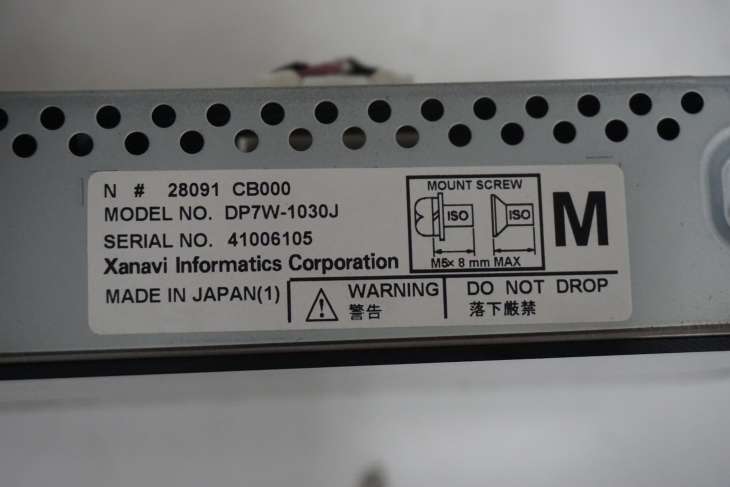 N # 28091 CB000
MODEL NO. DP7W-1030J
SERIAL NO. 41006105
Xanavi Informatics Corporation
MADE IN JAPAN(1)
MOUNT SCREW
ISO ISO
M5× 8 mm MAX
M
WARNING
警告
DO NOT DROP
落下厳禁